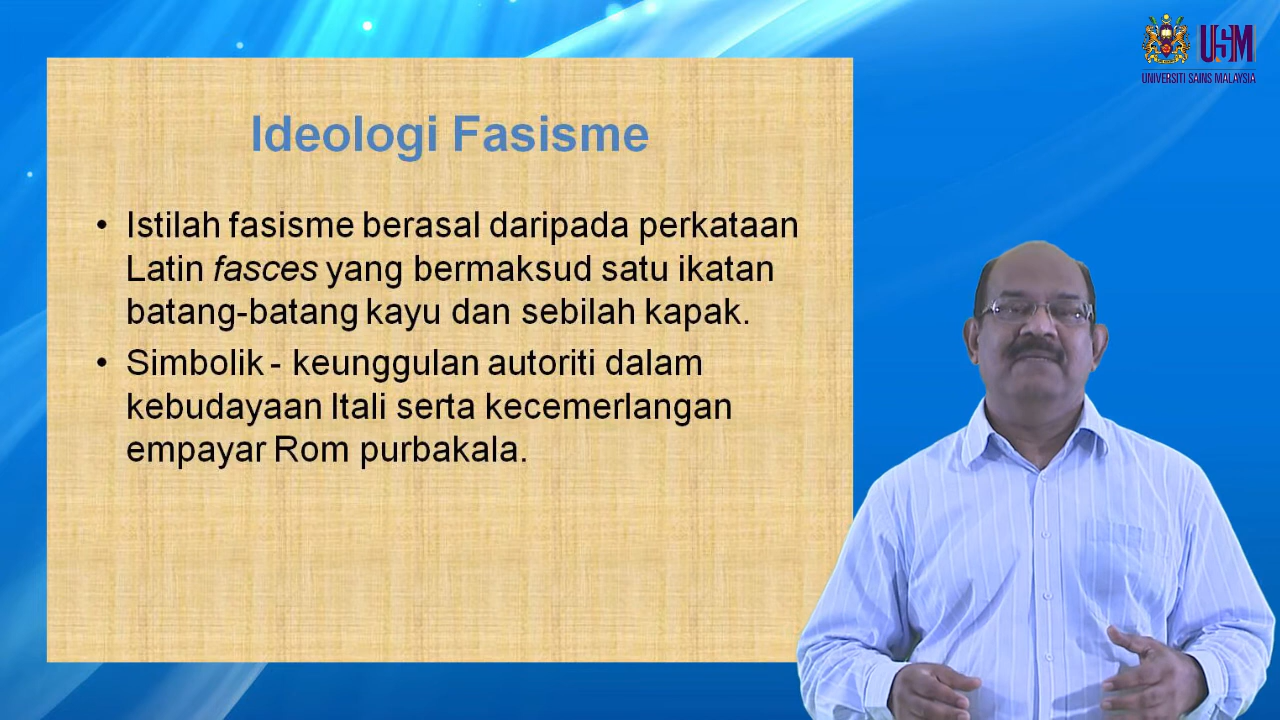 USM
UNIVERSITI SAINS MALAYSIA
Ideologi Fasisme
• Istilah fasisme berasal daripada perkataan
Latin fasces yang bermaksud satu ikatan
batang-batang kayu dan sebilah kapak.
• Simbolik - keunggulan autoriti dalam
kebudayaan Itali serta kecemerlangan
empayar Rom purbakala.